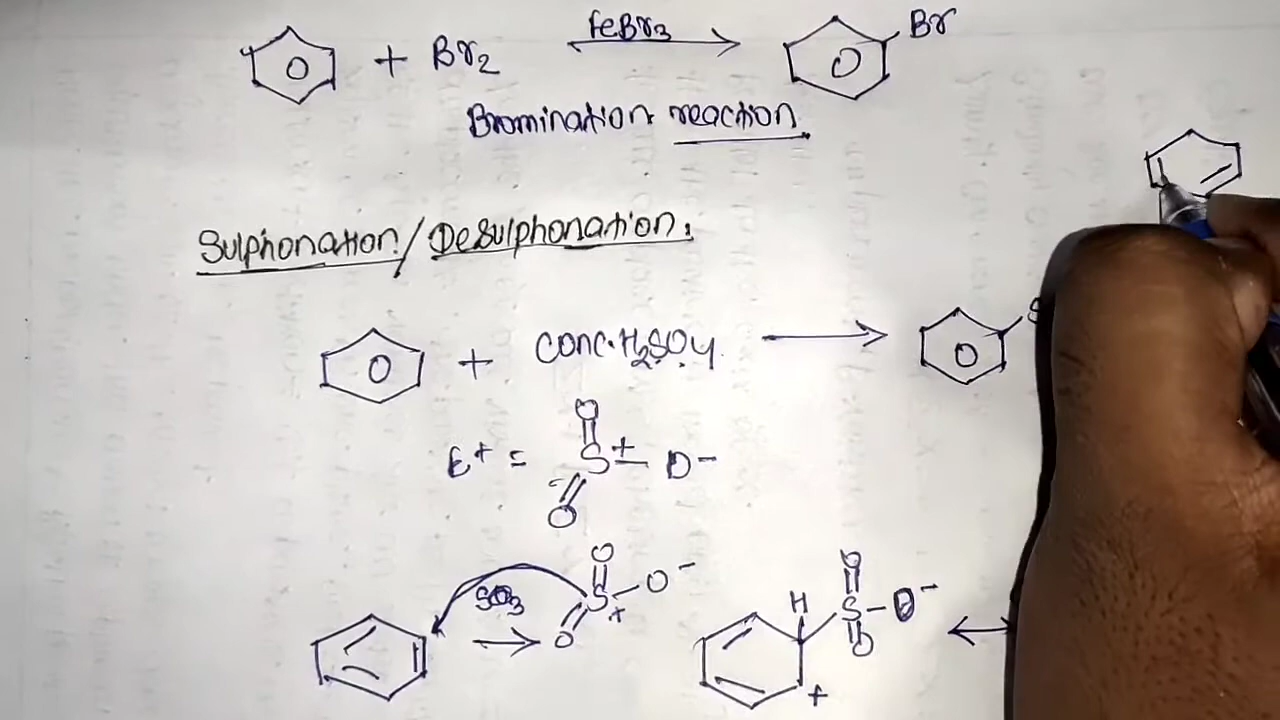 + Br2 FeBr3 Br
Bromination reaction.
Sulphonation/Desulphonation.
+ conc.H2SO4 S
E+ = O S + O O-
SO3 O S + O O-
H O S O O- +